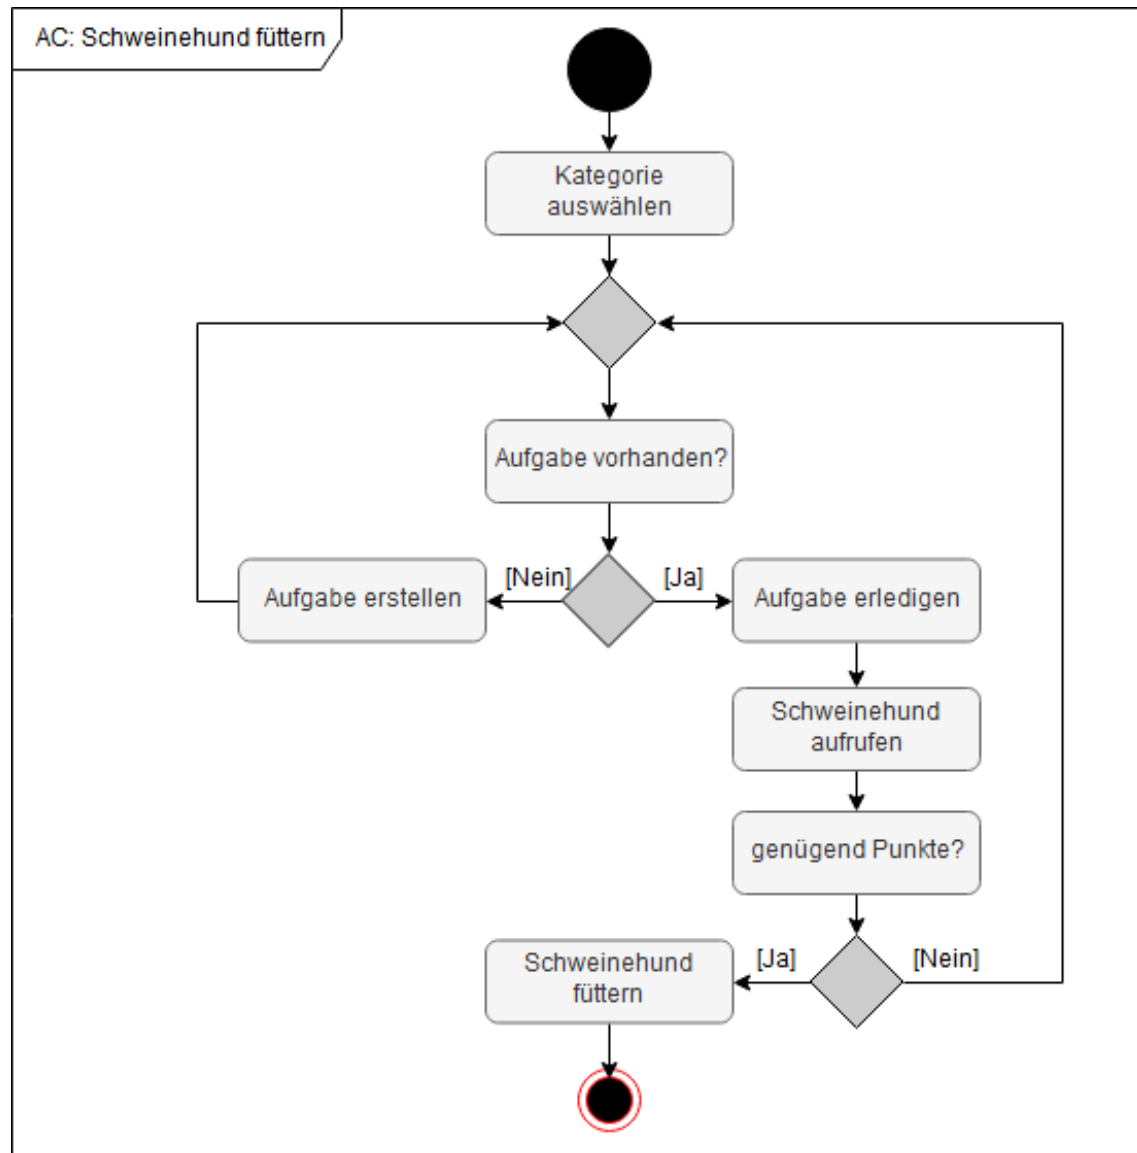 AC: Schweinehund füttern
Kategorie
auswählen
Aufgabe vorhanden?
[Nein]
[Ja]
Aufgabe erstellen
Aufgabe erledigen
Schweinehund
aufrufen
genügend Punkte?
[Ja]
[Nein]
Schweinehund
füttern